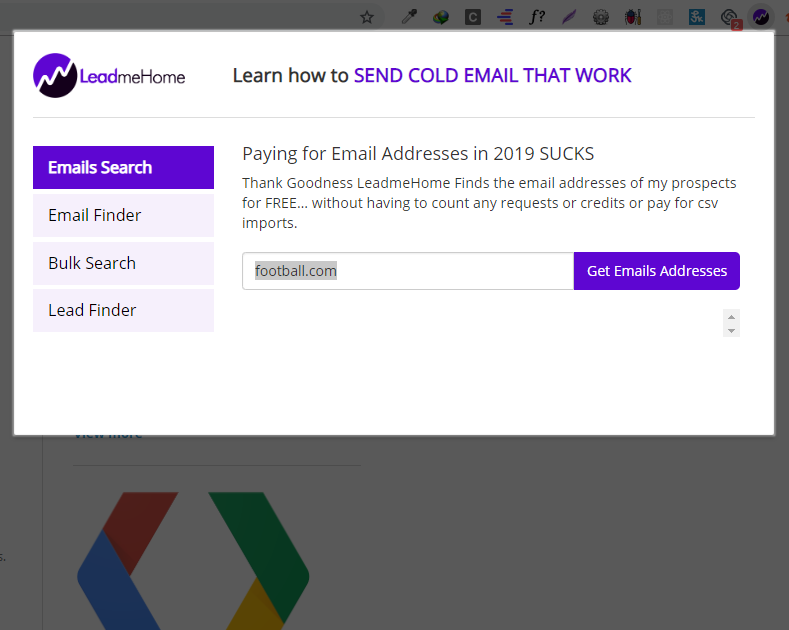 f?
2
LeadmeHome
Learn how to SEND COLD EMAIL THAT WORK
Emails Search
Email Finder
Bulk Search
Lead Finder
Paying for Email Addresses in 2019 SUCKS
Thank Goodness LeadmeHome Finds the email addresses of my prospects
for FREE... without having to count any requests or credits or pay for csv
imports.
football.com
Get Emails Addresses
view more
s.